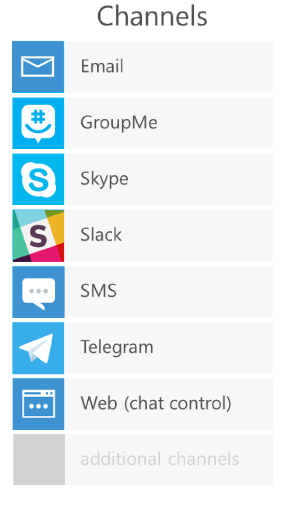 Channels
Email
GroupMe
Skype
Slack
SMS
Telegram
Web (chat control)
additional channels